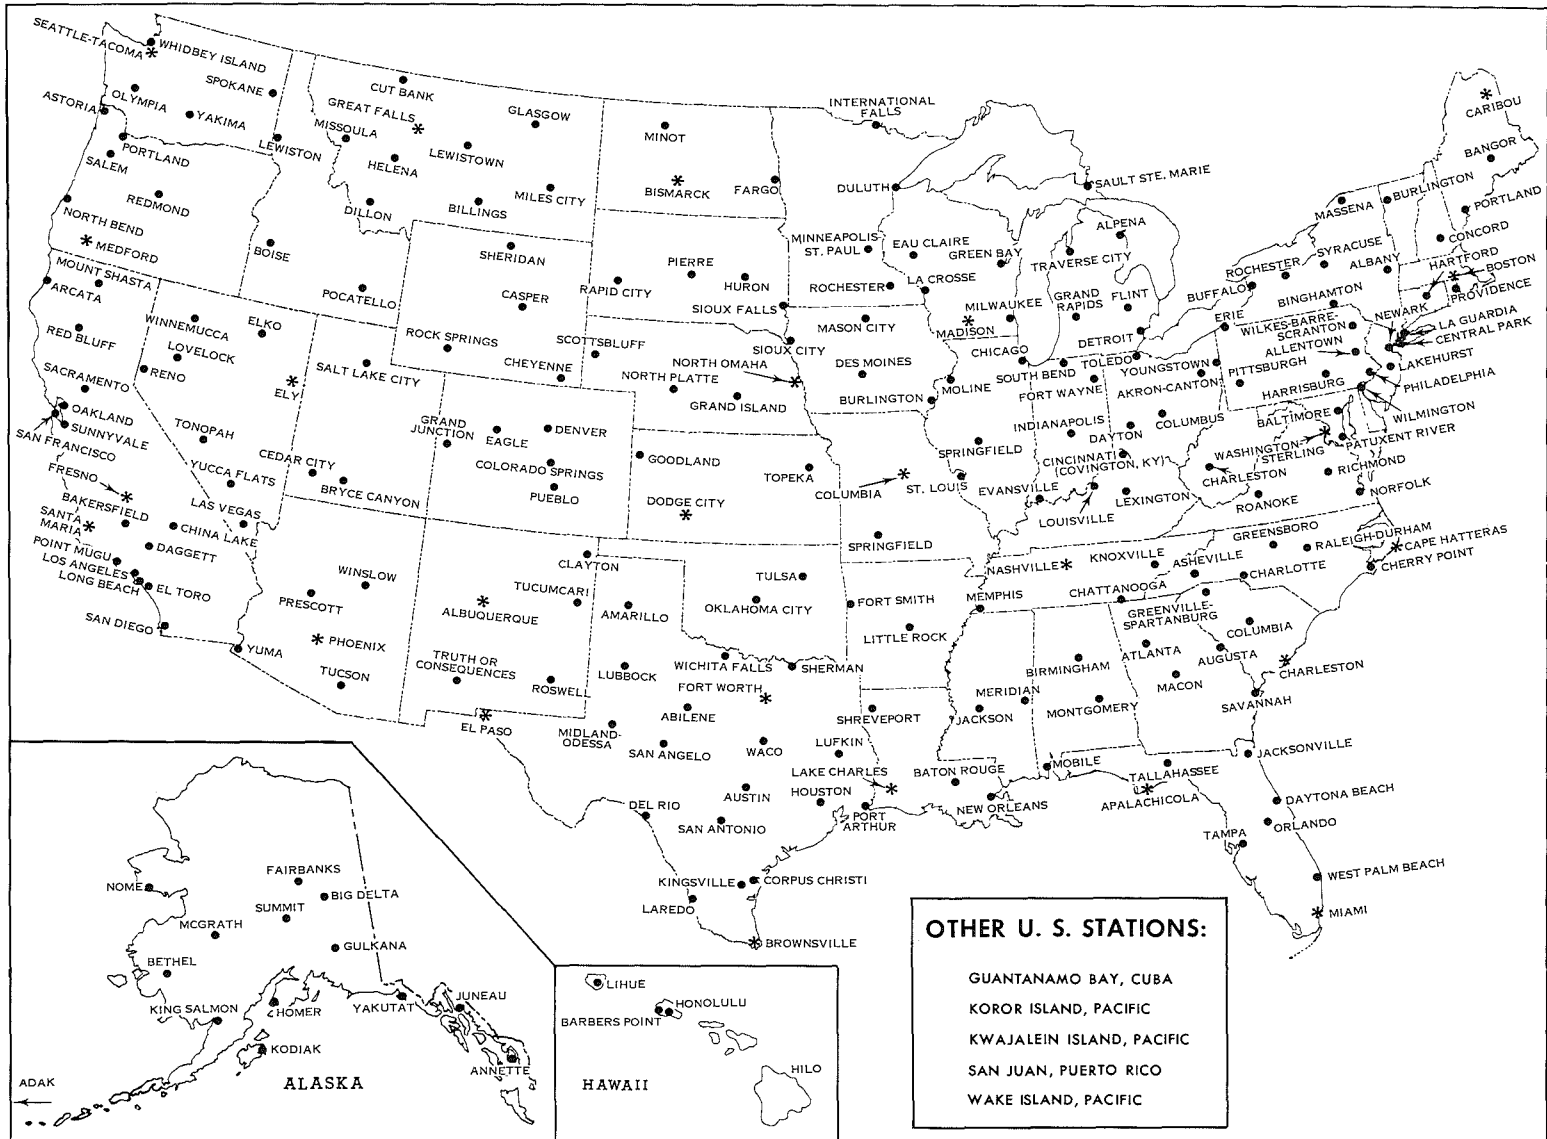 SEATTLE-TACOMA
WHIDBEY ISLAND
SPOKANE
ASTORIA
OLYMPIA
YAKIMA
LEWISTON
PORTLAND
SALEM
REDMOND
NORTH BEND
MEDFORD
BOISE
POCATELLO
CUT BANK
GREAT FALLS
GLASGOW
MISSOULA
HELENA
LEWISTOWN
MILES CITY
DILLON
BILLINGS
MINOT
BISMARCK
FARGO
INTERNATIONAL
FALLS
DULUTH
SAULT STE. MARIE
CARIBOU
BANGOR
BURLINGTON
MASSENA
PORTLAND
CONCORD
MOUNT SHASTA
ARCATA
RED BLUFF
WINNEMUCCA
LOVELOCK
ELKO
RENO
ELY
SACRAMENTO
OAKLAND
SUNNYVALE
SAN FRANCISCO
TONOPAH
YUCCA FLATS
LAS VEGAS
FRESNO
BAKERSFIELD
SANTA
MARIA
CHINA LAKE
DAGGETT
POINT MUGU
LOS ANGELES
LONG BEACH
EL TORO
SAN DIEGO
SHERIDAN
CASPER
ROCK SPRINGS
CHEYENNE
SALT LAKE CITY
CEDAR CITY
BRYCE CANYON
RAPID CITY
PIERRE
HURON
SIOUX FALLS
SCOTTSBLUFF
NORTH OMAHA
NORTH PLATTE
GRAND ISLAND
SIOUX CITY
MINNEAPOLIS
ST. PAUL
ROCHESTER
EAU CLAIRE
GREEN BAY
LA CROSSE
MADISON
MILWAUKEE
MASON CITY
DES MOINES
BURLINGTON
MOLINE
CHICAGO
SPRINGFIELD
ALPENA
TRAVERSE CITY
GRAND
RAPIDS
FLINT
DETROIT
SOUTH BEND
FORT WAYNE
INDIANAPOLIS
EVANSVILLE
TOLEDO
YOUNGSTOWN
AKRON-CANTON
COLUMBUS
DAYTON
CINCINNATI
(COVINGTON, KY)
ROCHESTER
SYRACUSE
ALBANY
BUFFALO
BINGHAMTON
ERIE
WILKES-BARRE-
SCRANTON
ALLENTOWN
PITTSBURGH
HARRISBURG
HARTFORD
BOSTON
PROVIDENCE
NEWARK
LA GUARDIA
CENTRAL PARK
LAKEHURST
PHILADELPHIA
WILMINGTON
BALTIMORE
WASHINGTON
STERLING
PATUXENT RIVER
CHARLESTON
RICHMOND
ROANOKE
NORFOLK
GRAND
JUNCTION
EAGLE
DENVER
COLORADO SPRINGS
PUEBLO
GOODLAND
DODGE CITY
TOPEKA
COLUMBIA
ST. LOUIS
SPRINGFIELD
LOUISVILLE
LEXINGTON
NASHVILLE
KNOXVILLE
MEMPHIS
CHATTANOOGA
ASHEVILLE
GREENSBORO
RALEIGH-DURHAM
CAPE HATTERAS
CHERRY POINT
CHARLOTTE
GREENVILLE-
SPARTANBURG
COLUMBIA
CHARLESTON
WINSLOW
PRESCOTT
PHOENIX
YUMA
TUCSON
CLAYTON
TUCUMCARI
ALBUQUERQUE
TRUTH OR
CONSEQUENCES
ROSWELL
EL PASO
TULSA
OKLAHOMA CITY
FORT SMITH
LITTLE ROCK
AMARILLO
LUBBOCK
WICHITA FALLS
SHERMAN
FORT WORTH
ABILENE
MIDLAND-
ODESSA
SAN ANGELO
WACO
LUFKIN
AUSTIN
HOUSTON
LAKE CHARLES
PORT
ARTHUR
DEL RIO
SAN ANTONIO
KINGSVILLE
CORPUS CHRISTI
LAREDO
BROWNSVILLE
SHREVEPORT
JACKSON
MERIDIAN
BATON ROUGE
NEW ORLEANS
BIRMINGHAM
MONTGOMERY
MOBILE
ATLANTA
AUGUSTA
MACON
SAVANNAH
TALLAHASSEE
APALACHICOLA
JACKSONVILLE
DAYTONA BEACH
ORLANDO
TAMPA
WEST PALM BEACH
MIAMI
NOME
FAIRBANKS
BIG DELTA
SUMMIT
MCGRATH
GULKANA
BETHEL
KING SALMON
HOMER
YAKUTAT
JUNEAU
KODIAK
ANNETTE
ADAK
ALASKA
LIHUE
HONOLULU
BARBERS POINT
HILO
HAWAII
OTHER U. S. STATIONS:
GUANTANAMO BAY, CUBA
KOROR ISLAND, PACIFIC
KWAJALEIN ISLAND, PACIFIC
SAN JUAN, PUERTO RICO
WAKE ISLAND, PACIFIC